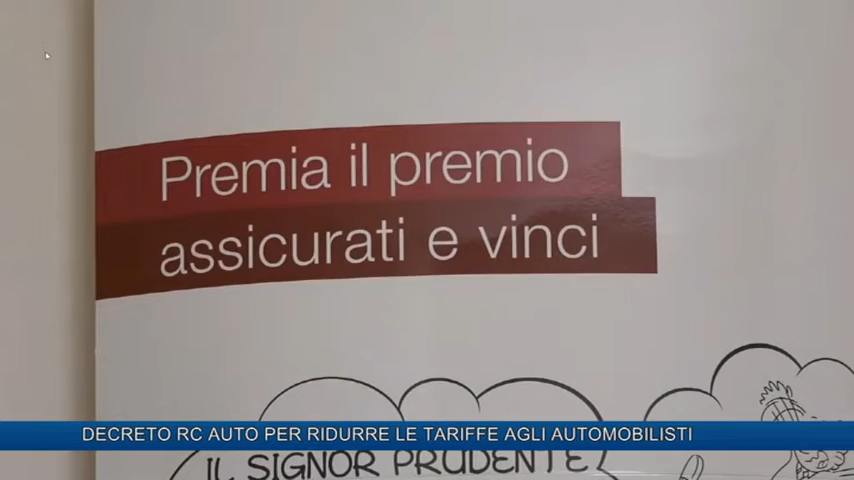 Premia il premio
assicurati e vinci
DECRETO RC AUTO PER RIDURRE LE TARIFFE AGLI AUTOMOBILISTI
IL SIGNOR PRUDENTE